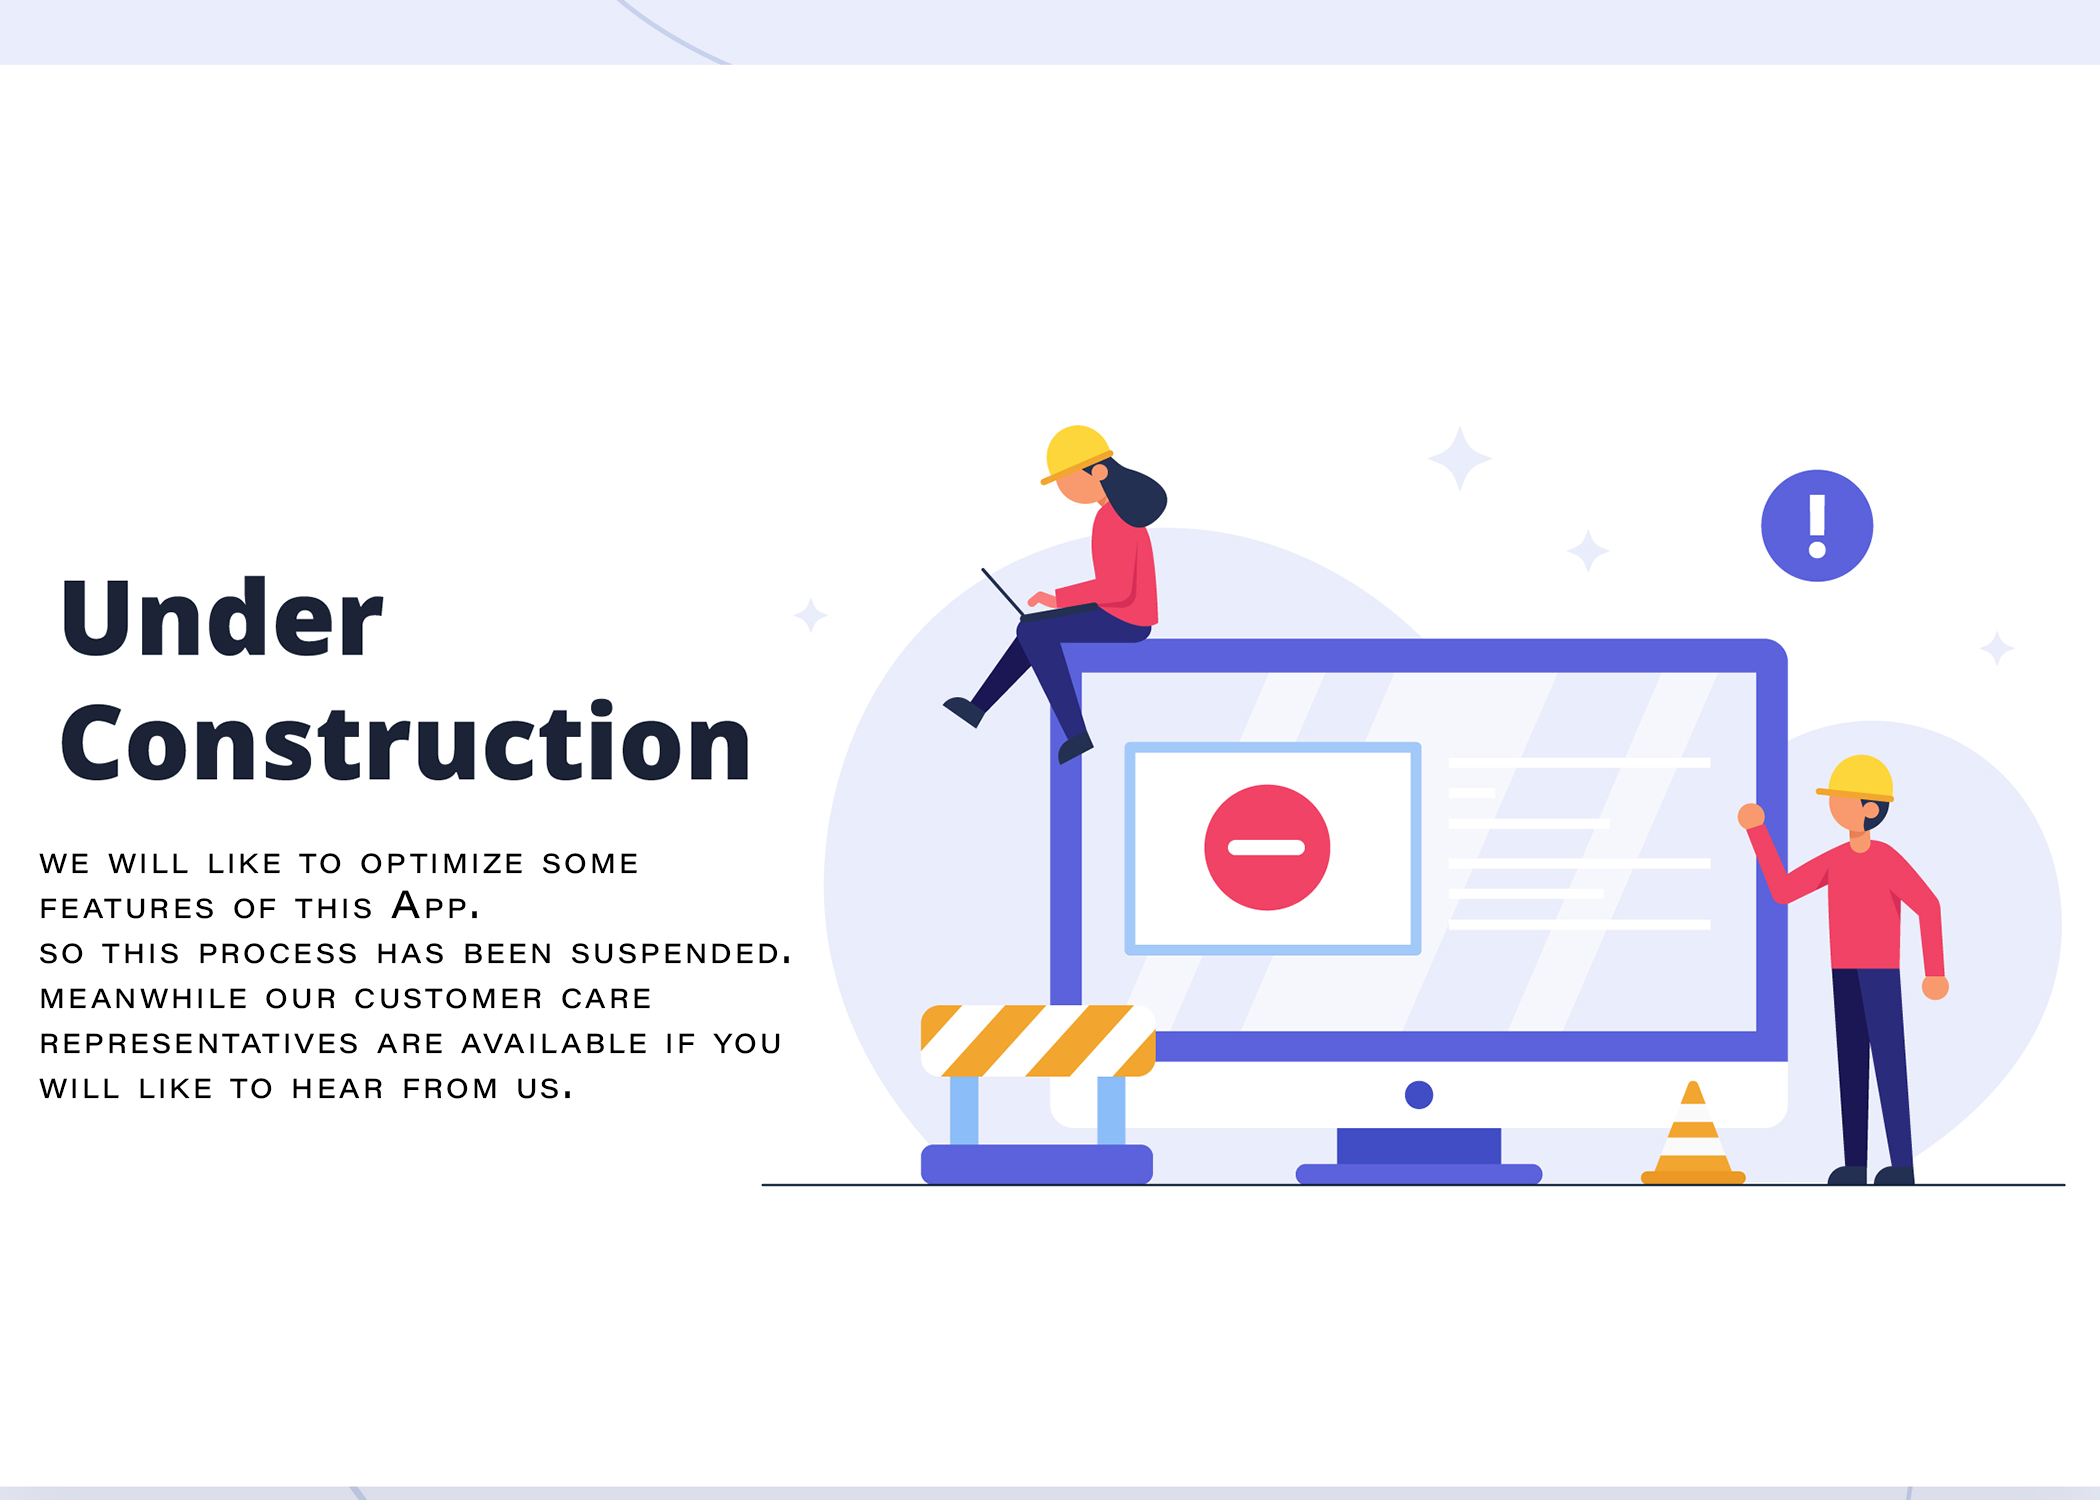 Under
Construction
we will like to optimize some
features of this App.
so this process has been suspended.
meanwhile our customer care
representatives are available if you
will like to hear from us.
!